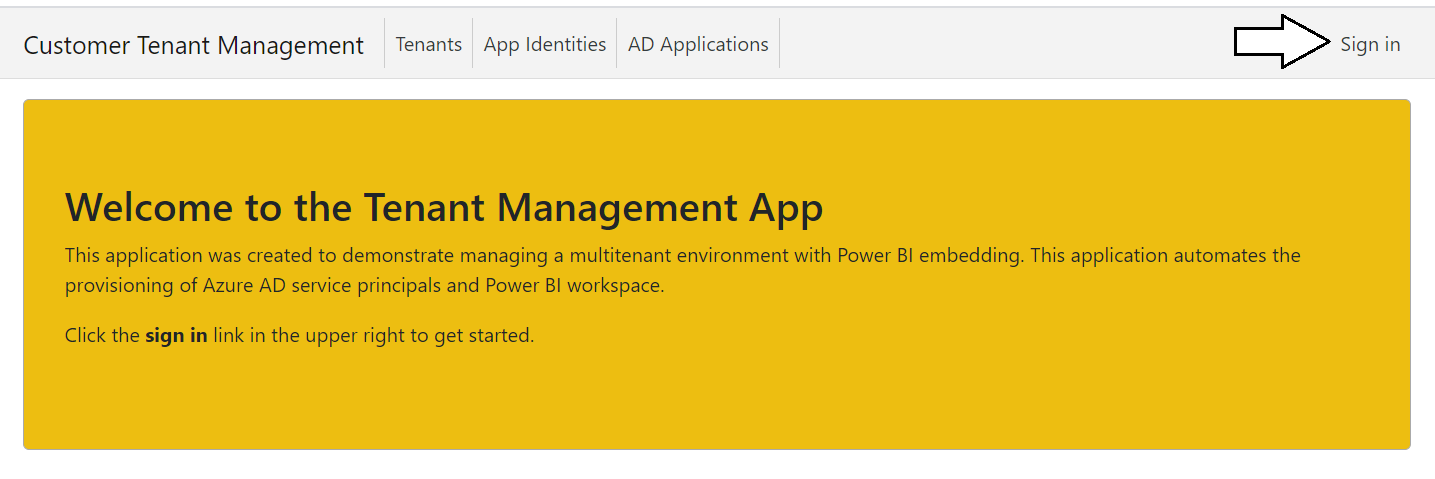 Customer Tenant Management Tenants App Identities AD Applications Sign in
Welcome to the Tenant Management App
This application was created to demonstrate managing a multitenant environment with Power BI embedding. This application automates the
provisioning of Azure AD service principals and Power BI workspace.
Click the sign in link in the upper right to get started.